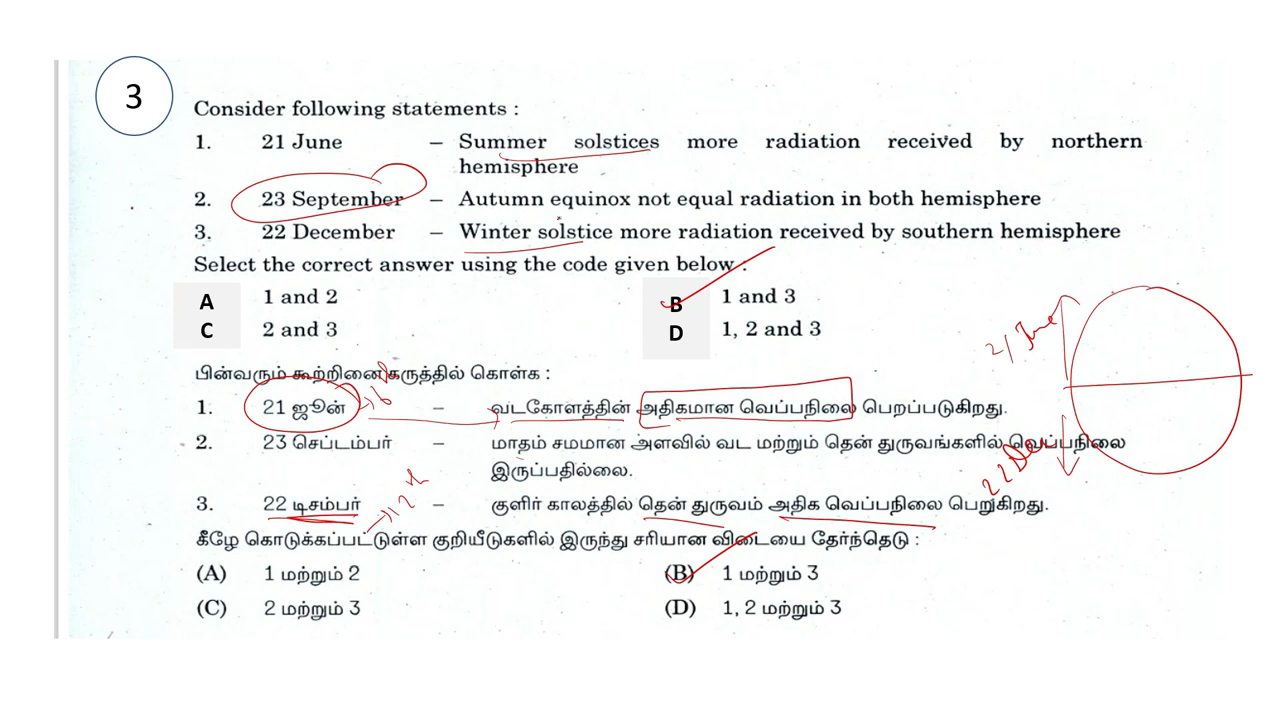 3
Consider following statements :
1. 21 June – Summer solstices more radiation received by northern
hemisphere
2. 23 September – Autumn equinox not equal radiation in both hemisphere
3. 22 December – Winter solstice more radiation received by southern hemisphere
Select the correct answer using the code given below :
A 1 and 2 B 1 and 3
C 2 and 3 D 1, 2 and 3
21 June
பின்வரும் கூற்றினை கருத்தில் கொள்க :
1. 21 ஜூன் – வடகோளத்தின் அதிகமான வெப்பநிலை பெறப்படுகிறது.
2. 23 செப்டம்பர் – மாதம் சமமான அளவில் வட மற்றும் தென் துருவங்களில் வெப்பநிலை
இருப்பதில்லை.
22 Dec
3. 22 டிசம்பர் – குளிர் காலத்தில் தென் துருவம் அதிக வெப்பநிலை பெறுகிறது.
கீழே கொடுக்கப்பட்டுள்ள குறியீடுகளில் இருந்து சரியான விடையை தேர்ந்தெடு :
(A) 1 மற்றும் 2 (B) 1 மற்றும் 3
(C) 2 மற்றும் 3 (D) 1, 2 மற்றும் 3